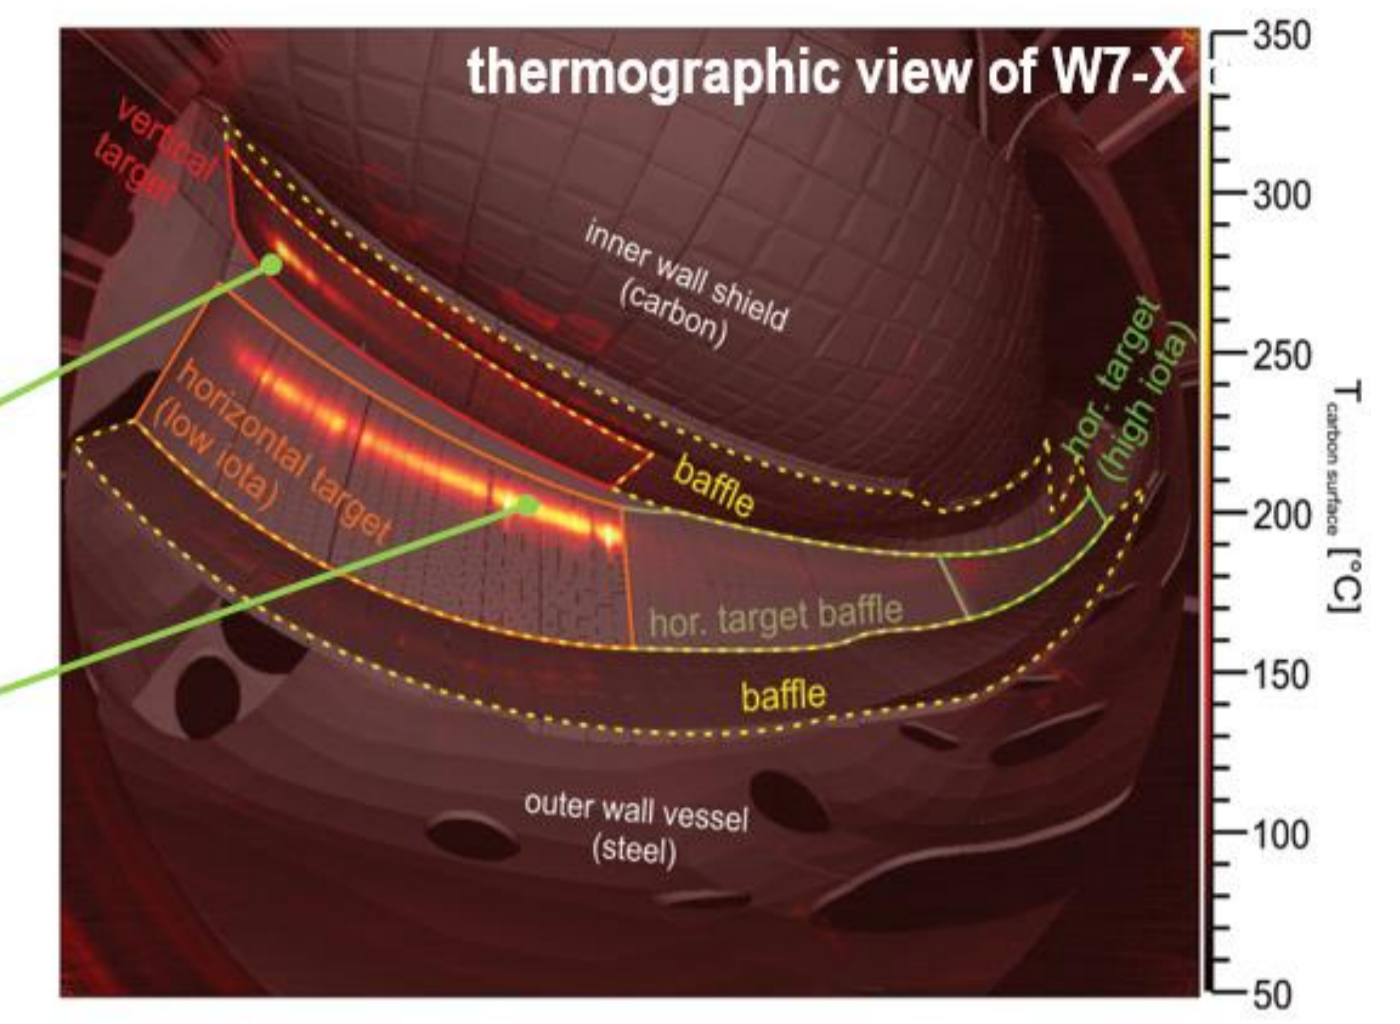 thermographic view of W7-X
vertical
target
inner wall shield
(carbon)
hor. target
(high iota)
horizontal target
(low iota)
baffle
hor. target baffle
baffle
outer wall vessel
(steel)
350
300
250
200
150
100
50
T carbon surface [°C]